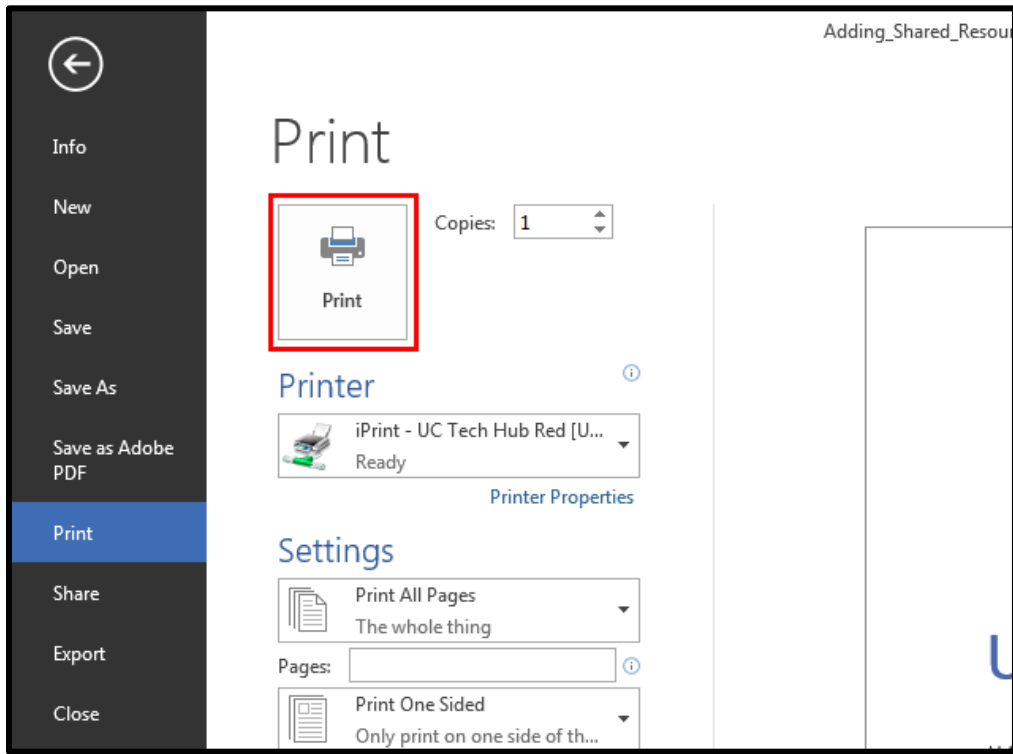 Adding_Shared_Resour
Info
New
Open
Save
Save As
Save as Adobe
PDF
Print
Share
Export
Close
Print
Print
Copies: 1
Printer
iPrint - UC Tech Hub Red [U...
Ready
Printer Properties
Settings
Print All Pages
The whole thing
Pages:
Print One Sided
Only print on one side of th...
U